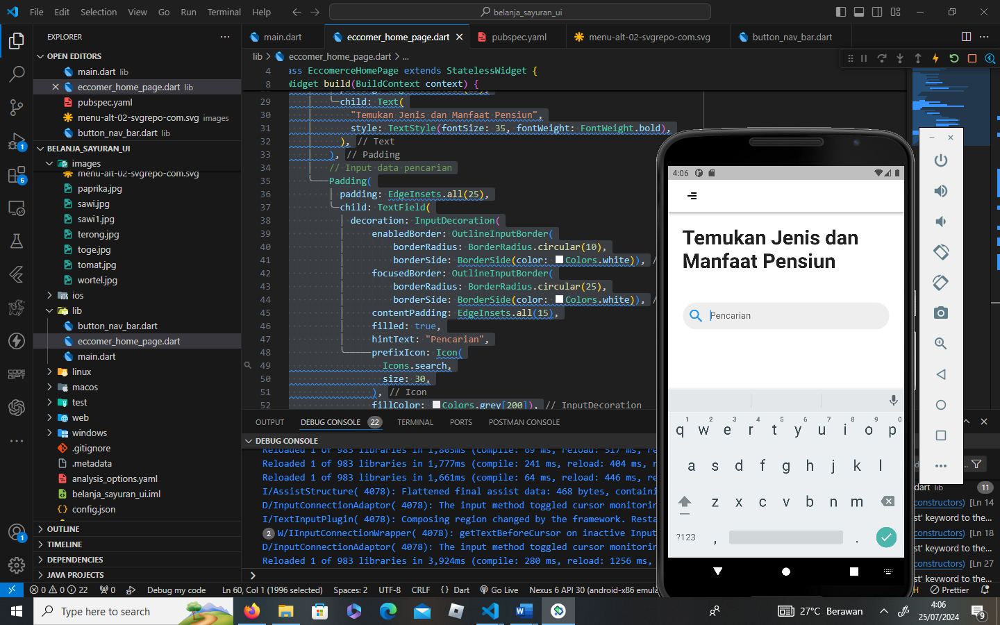 File Edit Selection View Go Run Terminal Help
belanja_sayuran_ui
EXPLORER
OPEN EDITORS
main.dart lib
eccomer_home_page.dart lib
pubspec.yaml
menu-alt-02-svgrepo-com.svg images
button_nav_bar.dart lib
BELANJA_SAYURAN_UI
images
menu-alt-02-svgrepo-com.svg
paprika.jpg
sawi.jpg
sawi1.jpg
terong.jpg
toge.jpg
tomat.jpg
wortel.jpg
ios
lib
button_nav_bar.dart
eccomer_home_page.dart
main.dart
linux
macos
test
web
windows
.gitignore
.metadata
analysis_options.yaml
belanja_sayuran_ui.iml
config.json
OUTLINE
TIMELINE
DEPENDENCIES
JAVA PROJECTS
main.dart
eccomer_home_page.dart
pubspec.yaml
menu-alt-02-svgrepo-com.svg
button_nav_bar.dart
lib > eccomer_home_page.dart > ...
4 ass EccomerceHomePage extends StatelessWidget {
8 Widget build(BuildContext context) {
29 child: Text(
30 "Temukan Jenis dan Manfaat Pensiun",
31 style: TextStyle(fontSize: 35, fontWeight: FontWeight.bold),
32 ), // Text
33 ), // Padding
34 // Input data pencarian
35 Padding(
36 padding: EdgeInsets.all(25),
37 child: TextField(
38 decoration: InputDecoration(
39 enabledBorder: OutlineInputBorder(
40 borderRadius: BorderRadius.circular(10),
41 borderSide: BorderSide(color: Colors.white)), /
42 focusedBorder: OutlineInputBorder(
43 borderRadius: BorderRadius.circular(25),
44 borderSide: BorderSide(color: Colors.white)), /
45 contentPadding: EdgeInsets.all(15),
46 filled: true,
47 hintText: "Pencarian",
48 prefixIcon: Icon(
49 Icons.search,
50 size: 30,
51 ), // Icon
52 fillColor: Colors.grey[200]), // InputDecoration
OUTPUT DEBUG CONSOLE 22 TERMINAL PORTS POSTMAN CONSOLE
DEBUG CONSOLE
Reloaded 1 of 983 libraries in 1,805ms (compile: 69 ms, reload: 517 ms, re
Reloaded 1 of 983 libraries in 1,777ms (compile: 241 ms, reload: 404 ms, r
Reloaded 1 of 983 libraries in 1,661ms (compile: 64 ms, reload: 446 ms, re
I/AssistStructure( 4078): Flattened final assist data: 468 bytes, containi
D/InputConnectionAdaptor( 4078): The input method toggled cursor monitorin
I/TextInputPlugin( 4078): Composing region changed by the framework. Resta
2 W/IInputConnectionWrapper( 4078): getTextBeforeCursor on inactive Input
D/InputConnectionAdaptor( 4078): The input method toggled cursor monitorin
Reloaded 1 of 983 libraries in 3,924ms (compile: 280 ms, reload: 1256 ms,
4:06
Temukan Jenis dan
Manfaat Pensiun
Pencarian
1 2 3 4 5 6 7 8 9 0
q w e r t y u i o p
a s d f g h j k l
z x c v b n m
?123 , .
dart lib 11
constructors) [Ln 14
st' keyword to the...
constructors) [Ln 18
st' keyword to the...
constructors) [Ln 27
st' keyword to the...
0 0 22 0 Debug my code Ln 60, Col 1 (1996 selected) Spaces: 2 UTF-8 CRLF {} Dart Go Live Nexus 6 API 30 (android-x86 emula H Prettier
Type here to search
27°C Berawan
4:06
25/07/2024
9
1
6
1
CODE
GPT